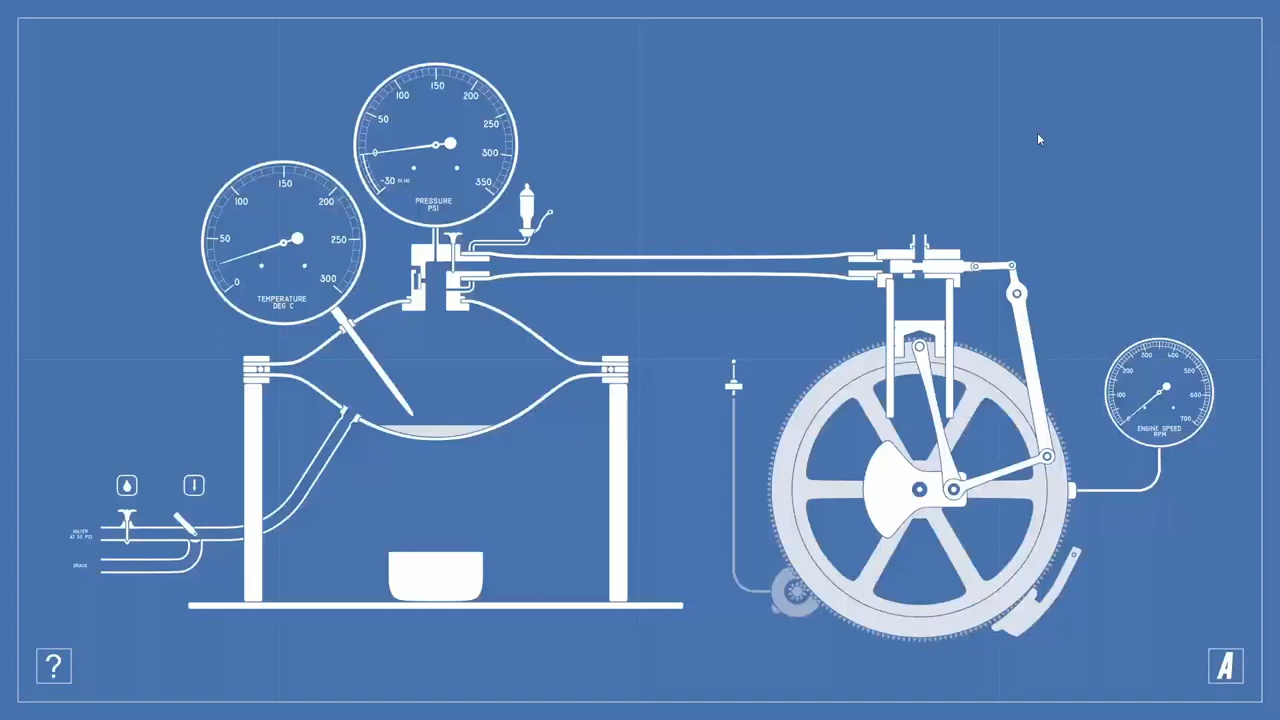 150
100
200
50
250
0
300
-30 IN HG
350
PRESSURE
PSI
150
100
200
50
250
0
300
TEMPERATURE
DEG C
300
400
200
500
100
600
0
700
ENGINE SPEED
RPM
WATER
AT 50 PSI
DRAIN
?
A